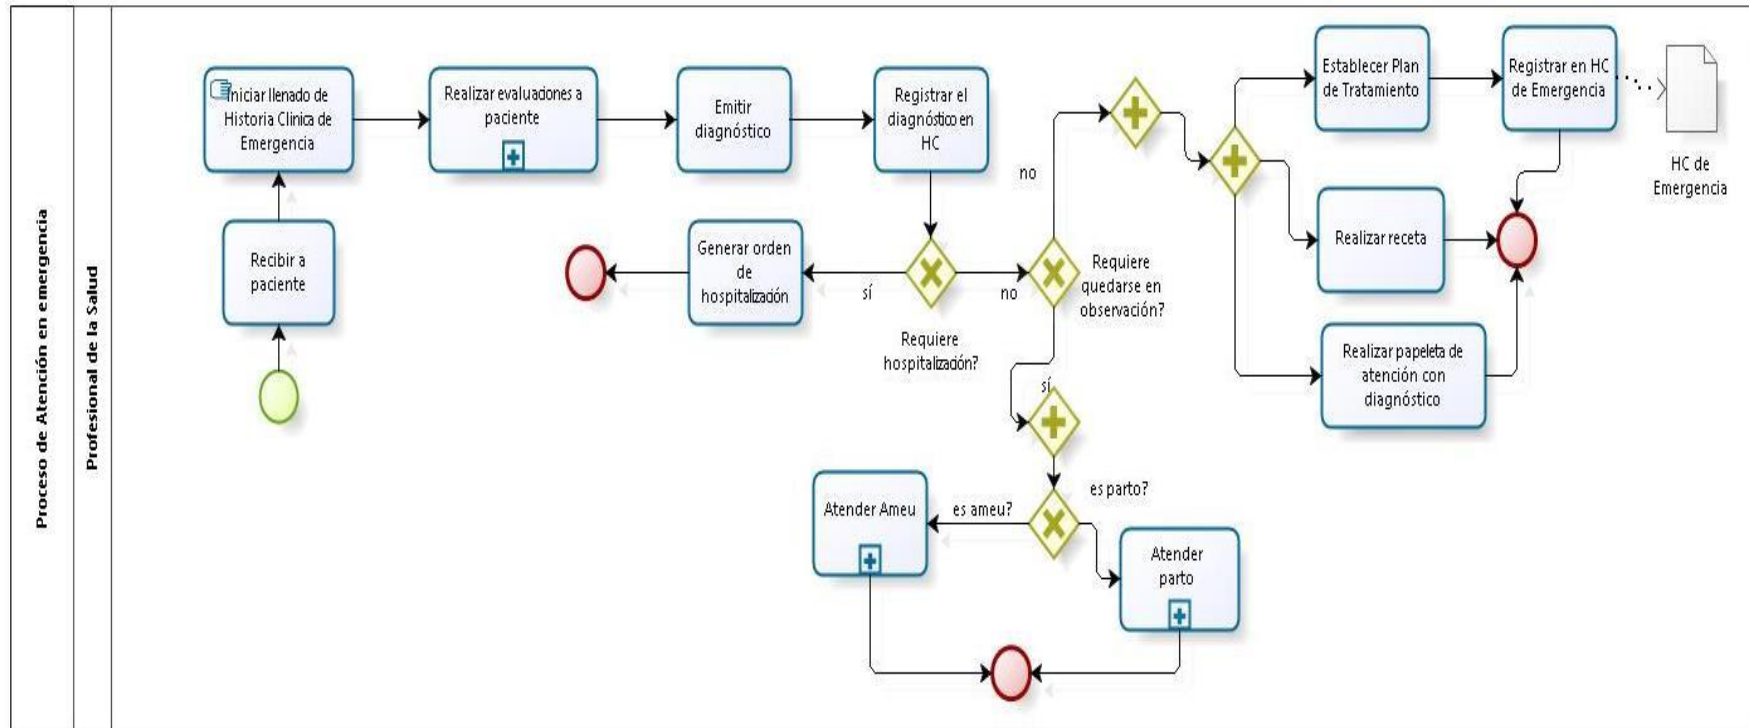 Proceso de Atención en emergencia
Profesional de la Salud
Iniciar llenado de
Historia Clinica de
Emergencia
Realizar evaluaciones a
paciente
Emitir
diagnóstico
Registrar el
diagnóstico en
HC
Recibir a
paciente
Generar orden
de
hospitalización
sí
Requiere
hospitalización?
no
Requiere
quedarse en
observación?
no
sí
Establecer Plan
de Tratamiento
Registrar en HC
de Emergencia
HC de
Emergencia
Realizar receta
Realizar papeleta de
atención con
diagnóstico
es ameu?
es parto?
Atender Ameu
Atender
parto